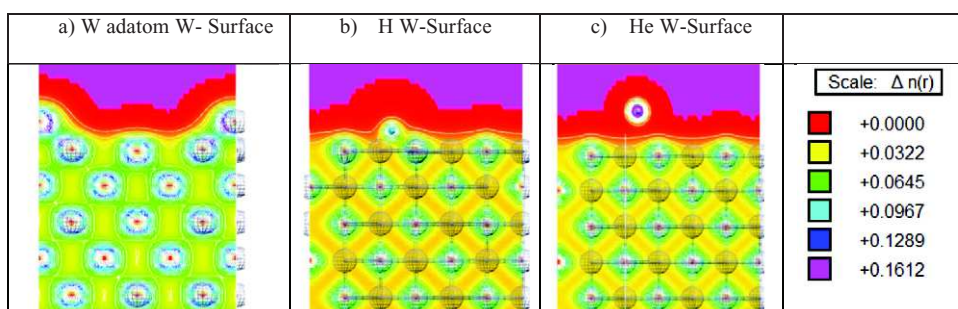 a) W adatom W- Surface
b) H W-Surface
c) He W-Surface
Scale: Δ n(r)
+0.0000
+0.0322
+0.0645
+0.0967
+0.1289
+0.1612